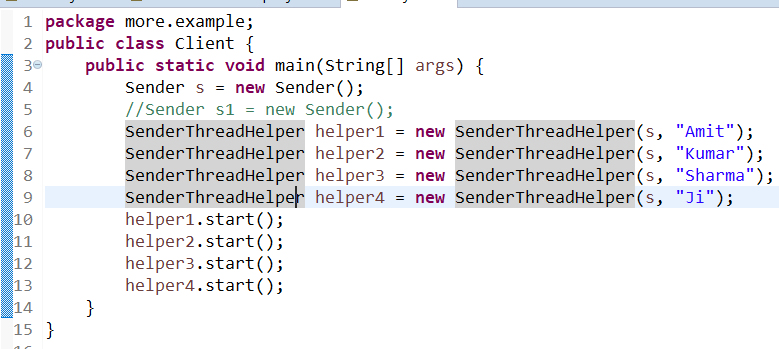 1 package more.example;
2 public class Client {
3 public static void main(String[] args) {
4 Sender s = new Sender();
5 //Sender s1 = new Sender();
6 SenderThreadHelper helper1 = new SenderThreadHelper(s, "Amit");
7 SenderThreadHelper helper2 = new SenderThreadHelper(s, "Kumar");
8 SenderThreadHelper helper3 = new SenderThreadHelper(s, "Sharma");
9 SenderThreadHelper helper4 = new SenderThreadHelper(s, "Ji");
10 helper1.start();
11 helper2.start();
12 helper3.start();
13 helper4.start();
14 }
15 }